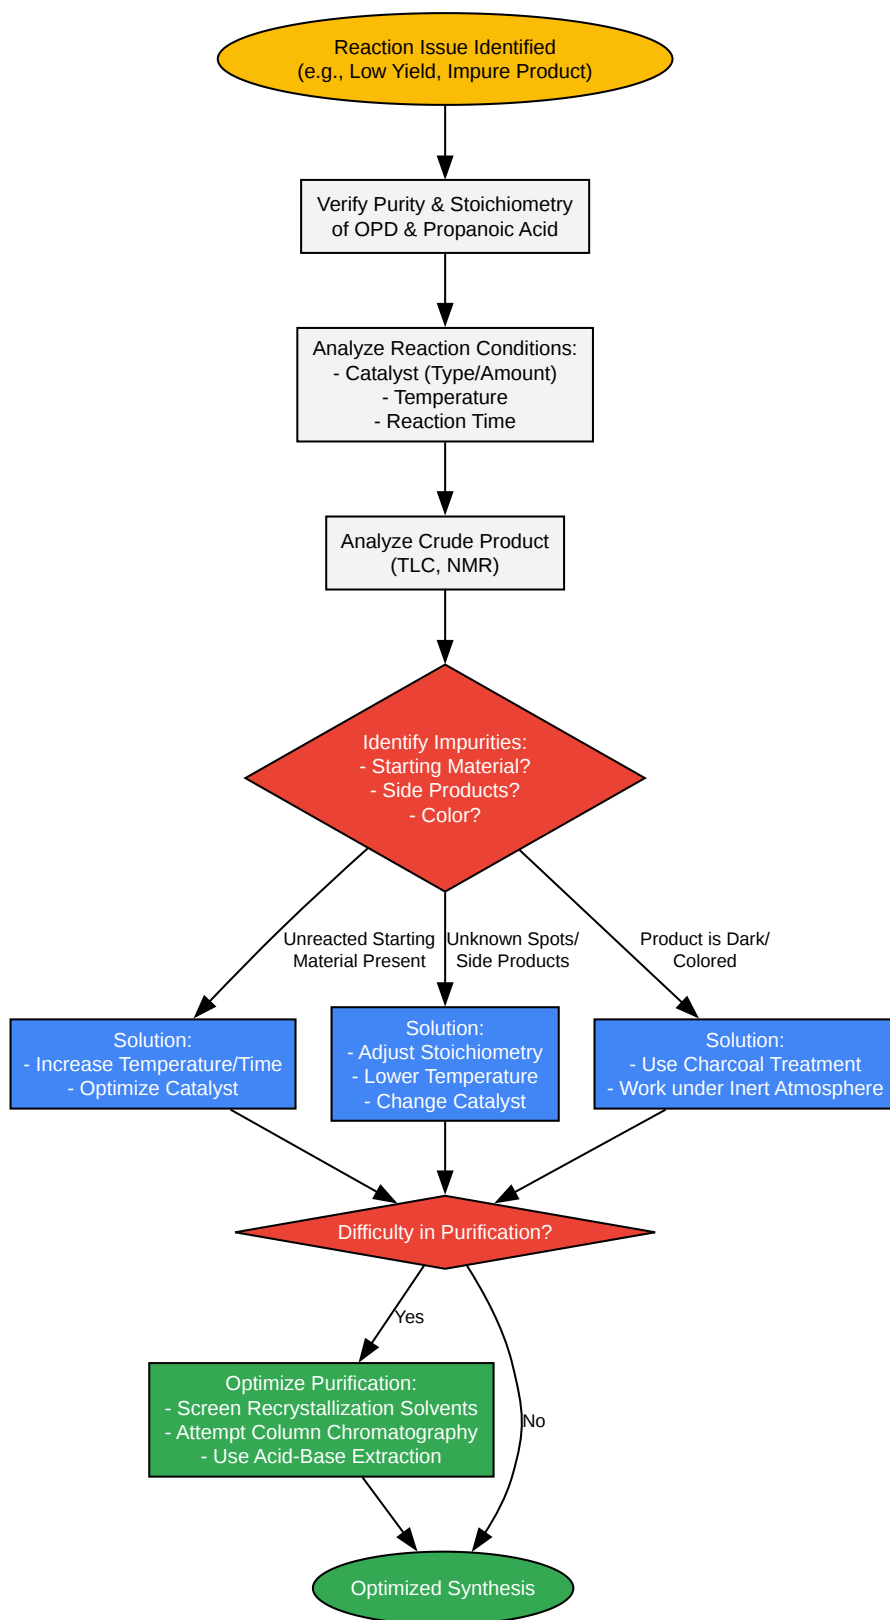 Reaction Issue Identified
(e.g., Low Yield, Impure Product)
Verify Purity & Stoichiometry
of OPD & Propanoic Acid
Analyze Reaction Conditions:
- Catalyst (Type/Amount)
- Temperature
- Reaction Time
Analyze Crude Product
(TLC, NMR)
Identify Impurities:
- Starting Material?
- Side Products?
- Color?
Unreacted Starting
Material Present
Unknown Spots/
Side Products
Product is Dark/
Colored
Solution:
- Increase Temperature/Time
- Optimize Catalyst
Solution:
- Adjust Stoichiometry
- Lower Temperature
- Change Catalyst
Solution:
- Use Charcoal Treatment
- Work under Inert Atmosphere
Difficulty in Purification?
Yes
Optimize Purification:
- Screen Recrystallization Solvents
- Attempt Column Chromatography
- Use Acid-Base Extraction
No
Optimized Synthesis